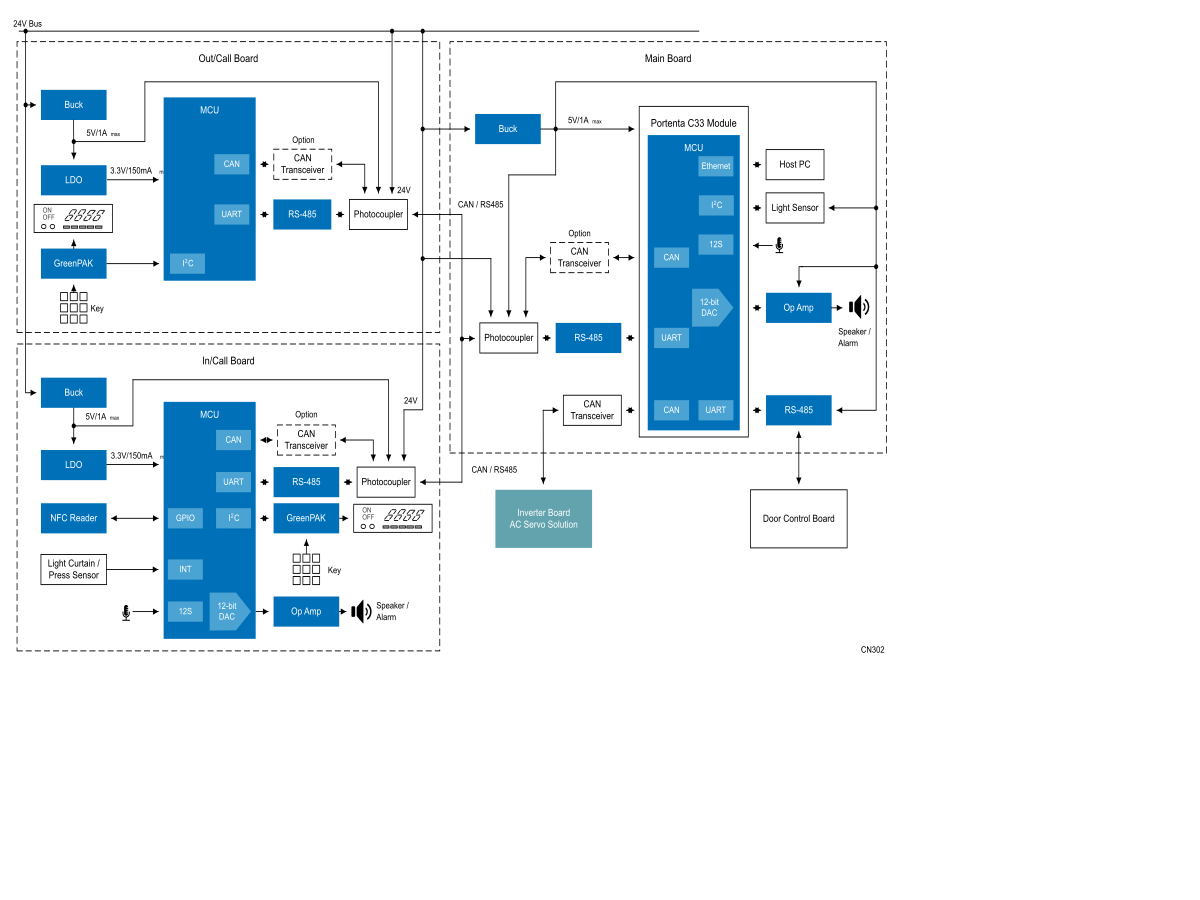 24V Bus
Out/Call Board
Buck
5V/1A max
LDO
3.3V/150mA
ON
OFF
8888
GreenPAK
Key
MCU
CAN
UART
I²C
Option
CAN
Transceiver
RS-485
24V
Photocoupler
CAN / RS485
In/Call Board
Buck
5V/1A max
LDO
3.3V/150mA
NFC Reader
Light Curtain /
Press Sensor
MCU
CAN
UART
GPIO
I²C
INT
12S
12-bit
DAC
Option
CAN
Transceiver
RS-485
24V
Photocoupler
CAN / RS485
GreenPAK
ON
OFF
8888
Key
Op Amp
Speaker /
Alarm
Main Board
Buck
5V/1A max
Portenta C33 Module
MCU
Ethernet
I²C
12S
CAN
12-bit
DAC
UART
CAN
UART
Host PC
Light Sensor
Op Amp
Speaker /
Alarm
RS-485
Option
CAN
Transceiver
Photocoupler
RS-485
CAN
Transceiver
Inverter Board
AC Servo Solution
Door Control Board
CN302